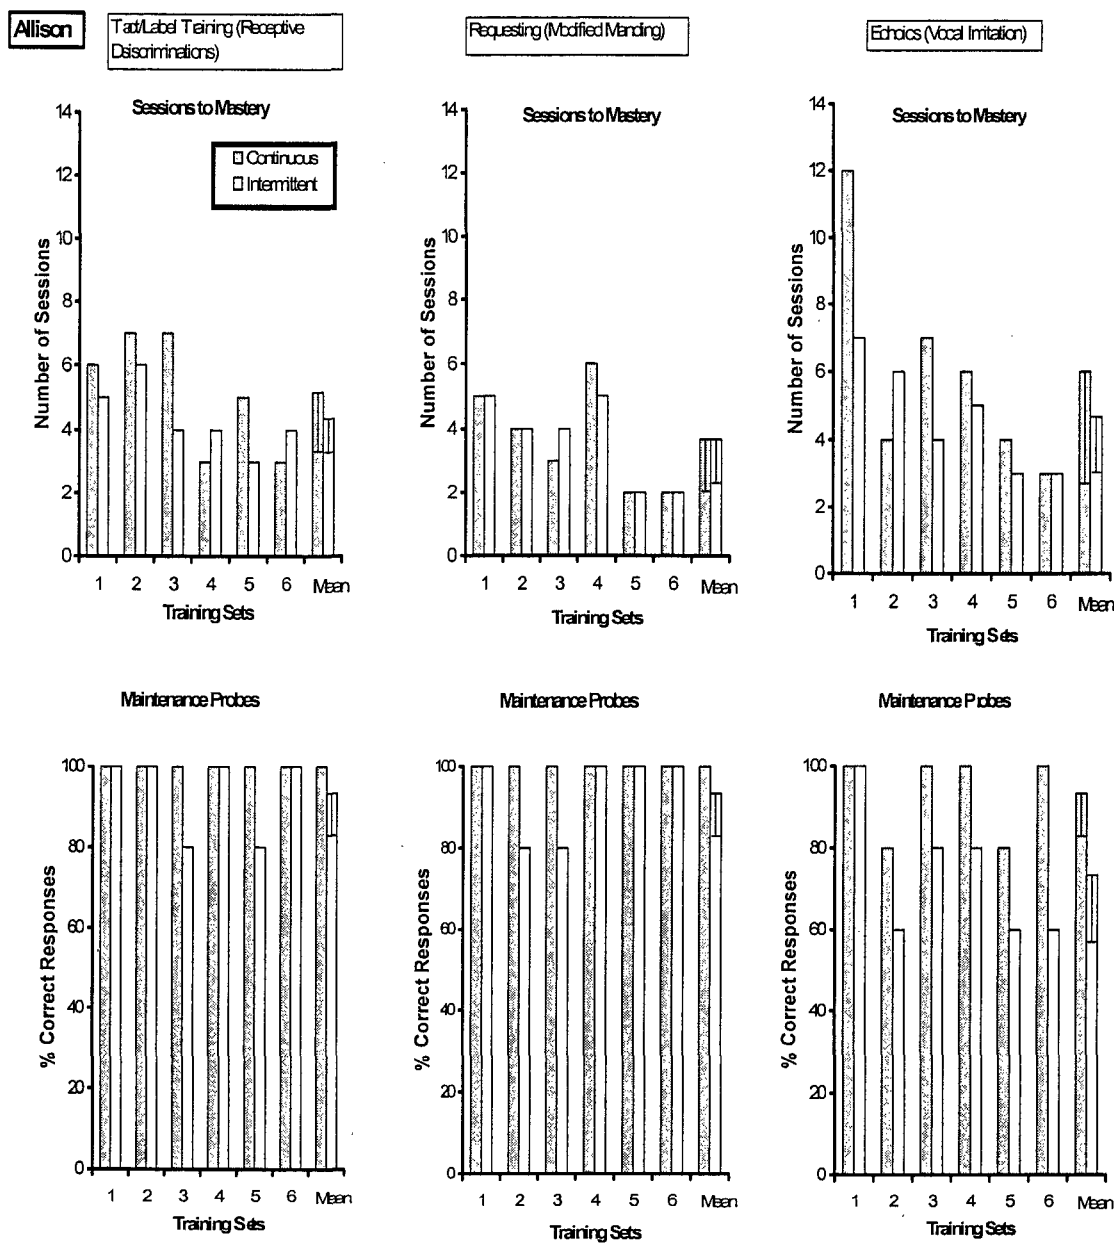 Allison
Tact/Label Training (Receptive
Dsiscriminations)
Requesting (Modified Manding)
Echoics (Vocal Imitation)
Sessions to Mastery
14
12
10
8
6
4
2
0
Number of Sessions
Continuous
Intermittent
1 2 3 4 5 6 Mean
Training Sets
Sessions to Mastery
14
12
10
8
6
4
2
0
Number of Sessions
1 2 3 4 5 6 Mean
Training Sets
Sessions to Mastery
14
12
10
8
6
4
2
0
Number of Sessions
1 2 3 4 5 6 Mean
Training Sets
Maintenance Probes
100
80
60
40
20
0
% Correct Responses
1 2 3 4 5 6 Mean
Training Sets
Maintenance Probes
100
80
60
40
20
0
% Correct Responses
1 2 3 4 5 6 Mean
Training Sets
Maintenance Probes
100
80
60
40
20
0
% Correct Responses
1 2 3 4 5 6 Mean
Training Sets